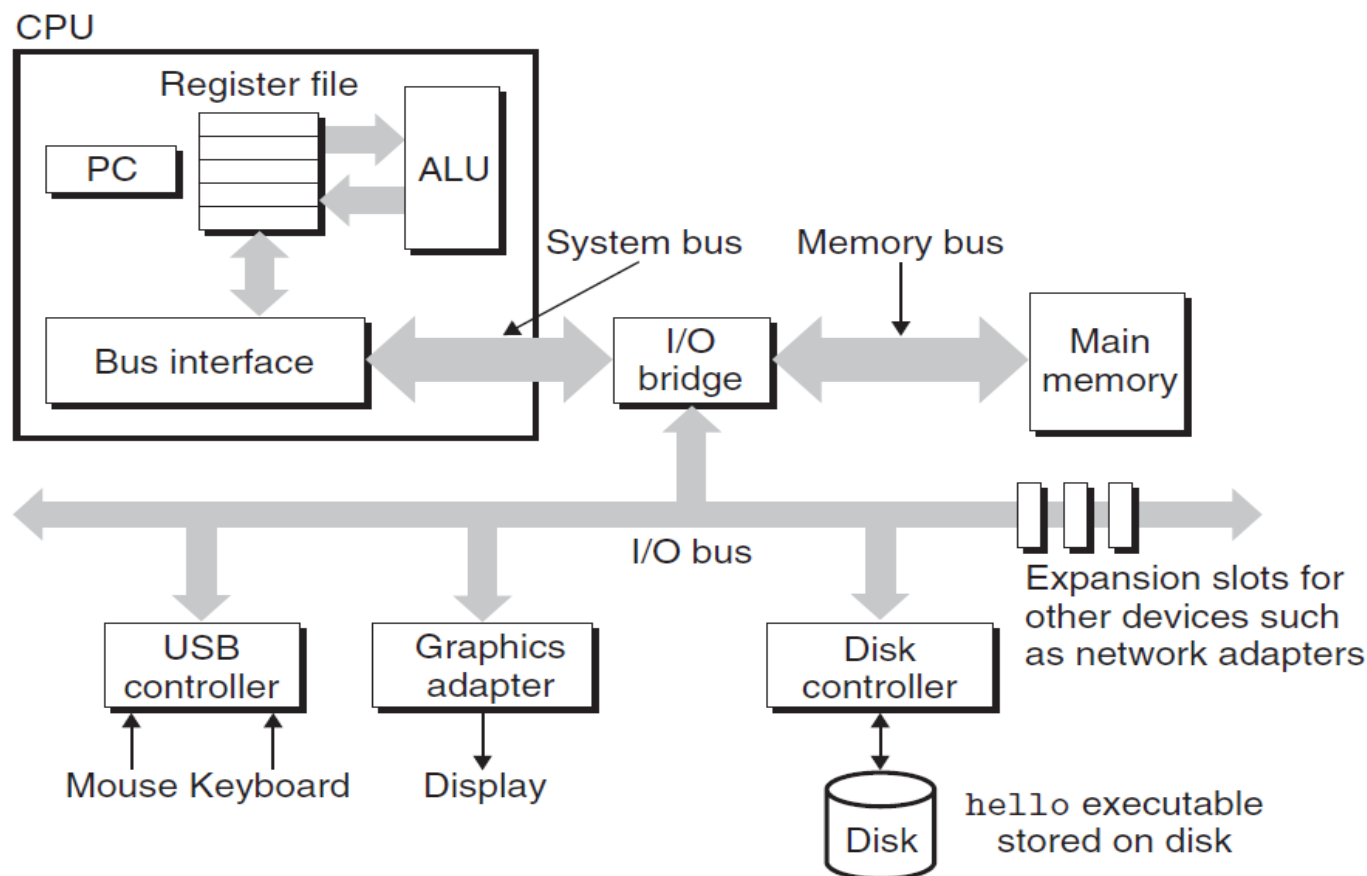 CPU
Register file
PC
ALU
System bus
Memory bus
Bus interface
I/O
bridge
Main
memory
I/O bus
Expansion slots for
other devices such
as network adapters
USB
controller
Graphics
adapter
Disk
controller
Mouse Keyboard
Display
Disk
hello executable
stored on disk